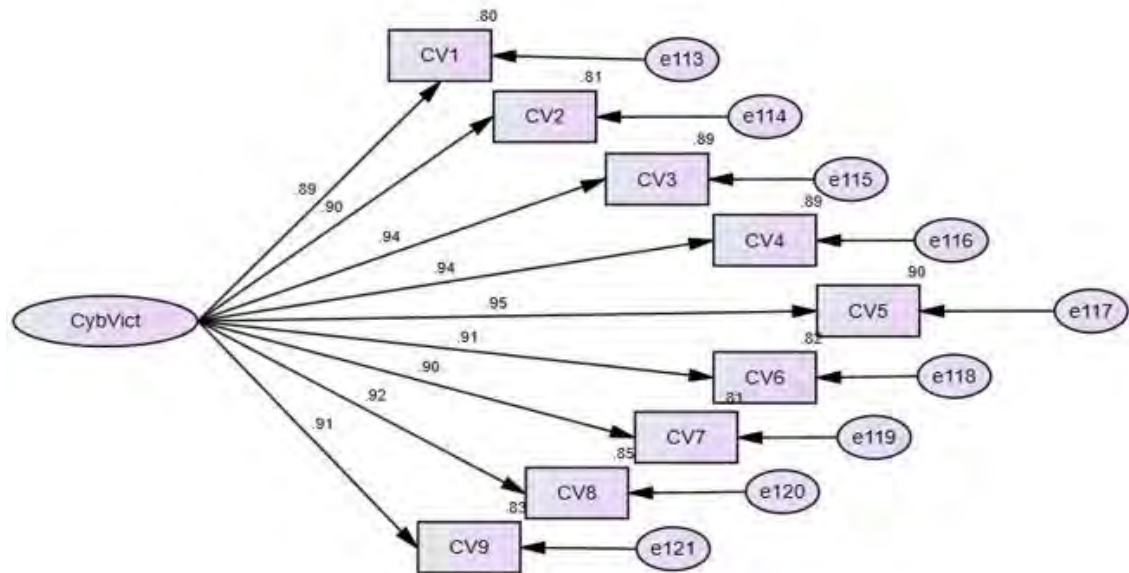 .80
CV1
e113
.81
CV2
e114
.89
.89
CV3
e115
.90
.89
.94
CV4
e116
.94
.90
CybVict
.95
CV5
e117
.82
.91
CV6
e118
.90
.81
.92
CV7
e119
.91
.85
CV8
e120
.83
CV9
e121